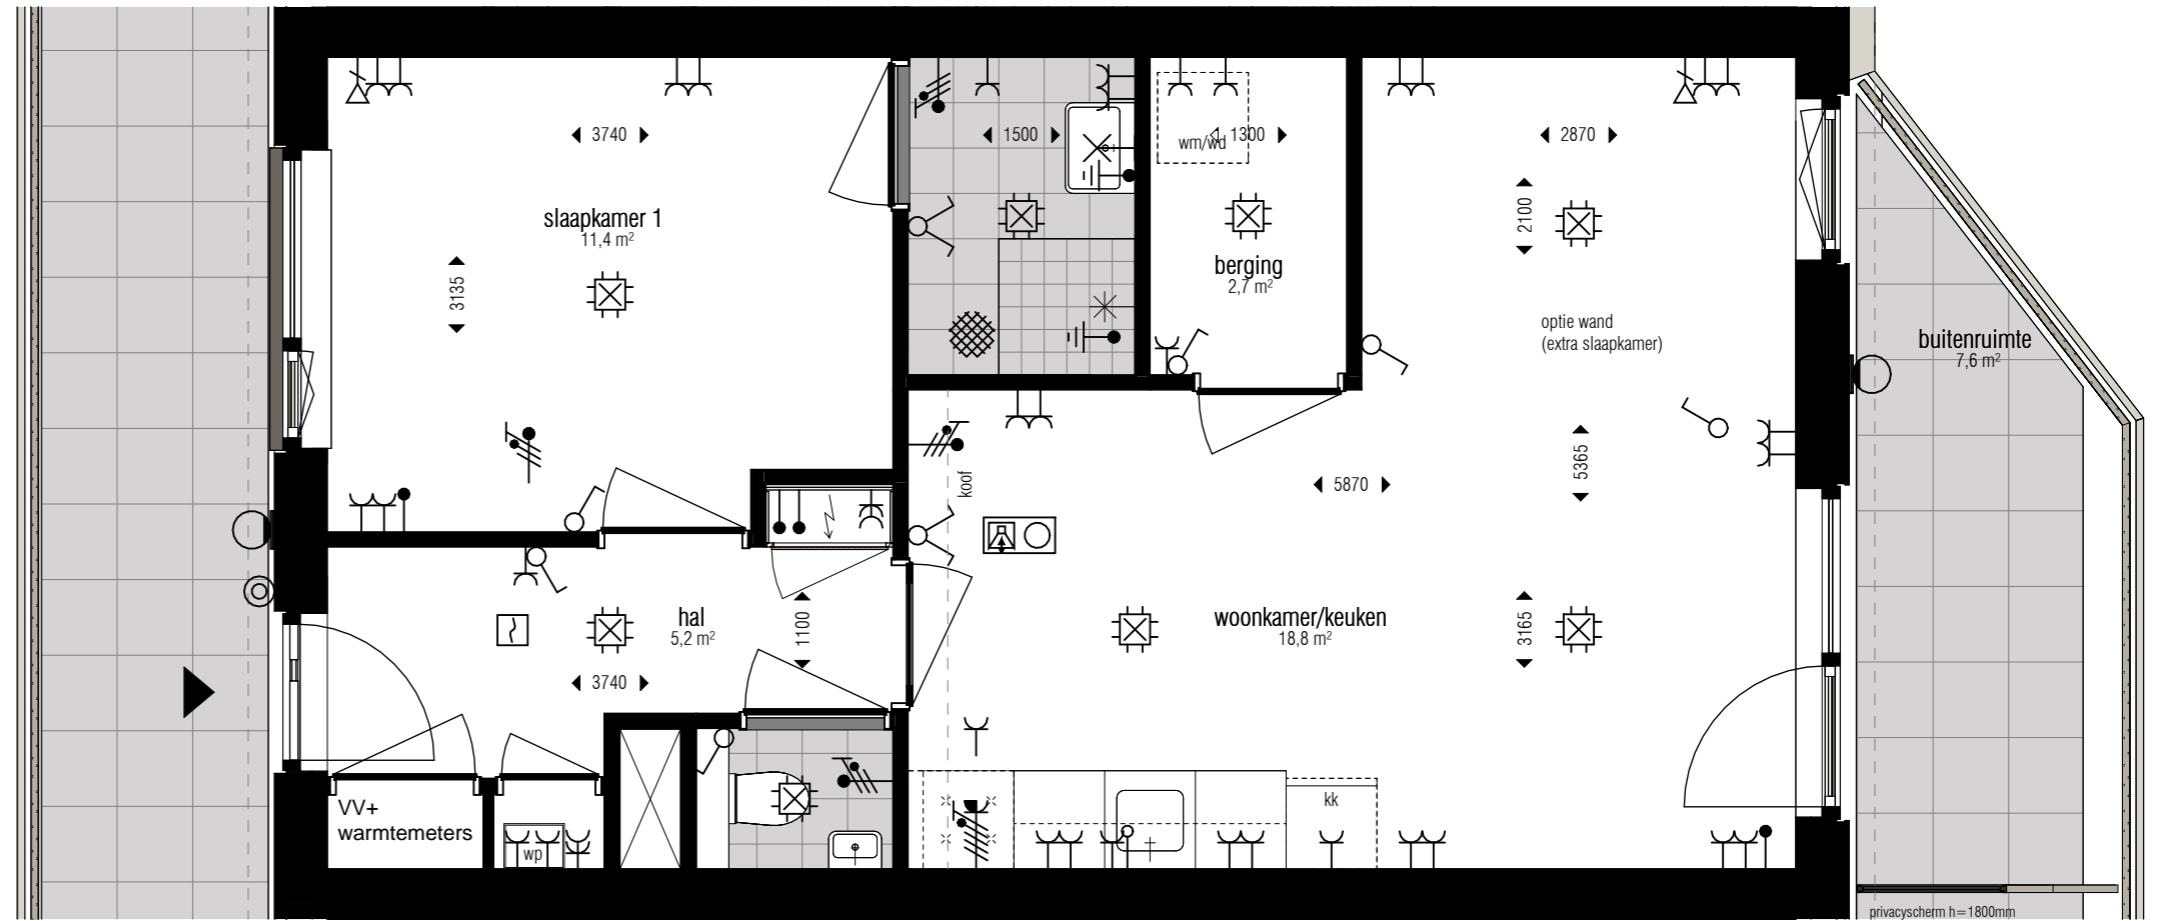 3740
1500
1300
wm/wd
2870
2100
slaapkamer 1
11,4 m²
3135
berging
2,7 m²
optie wand
(extra slaapkamer)
buitenruimte
7,6 m²
koof
5870
5365
hal
5,2 m²
1100
3740
woonkamer/keuken
18,8 m²
3165
VV+
warmtemeters
wp
kk
privacyscherm h=1800mm